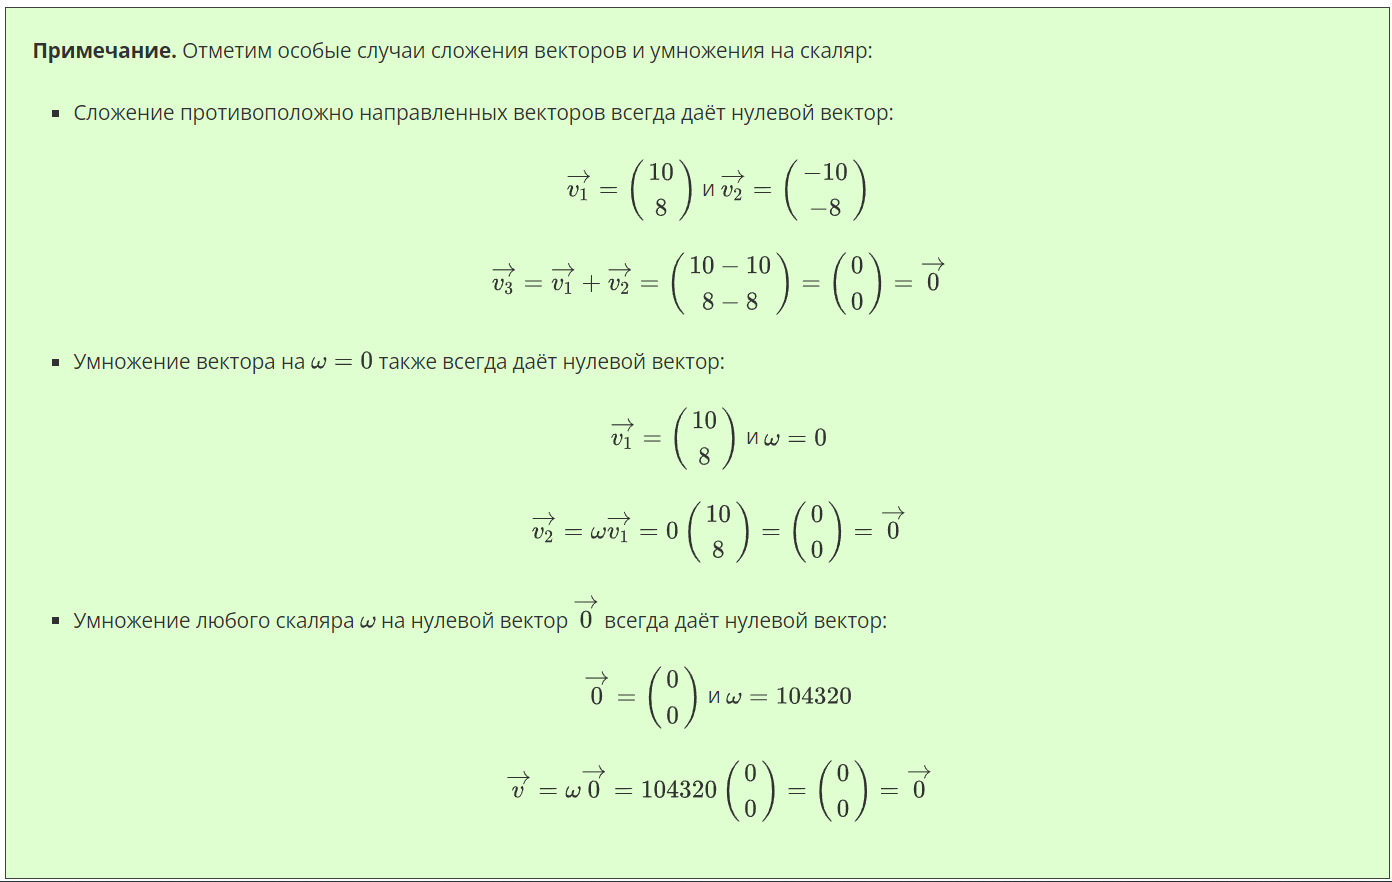 Примечание. Отметим особые случаи сложения векторов и умножения на скаляр:
▪ Сложение противоположно направленных векторов всегда даёт нулевой вектор:
$\overrightarrow{v_1} = \begin{pmatrix} 10 \\ 8 \end{pmatrix}$ и $\overrightarrow{v_2} = \begin{pmatrix} -10 \\ -8 \end{pmatrix}$
$\overrightarrow{v_3} = \overrightarrow{v_1} + \overrightarrow{v_2} = \begin{pmatrix} 10 - 10 \\ 8 - 8 \end{pmatrix} = \begin{pmatrix} 0 \\ 0 \end{pmatrix} = \overrightarrow{0}$
▪ Умножение вектора на $\omega = 0$ также всегда даёт нулевой вектор:
$\overrightarrow{v_1} = \begin{pmatrix} 10 \\ 8 \end{pmatrix}$ и $\omega = 0$
$\overrightarrow{v_2} = \omega \overrightarrow{v_1} = 0 \begin{pmatrix} 10 \\ 8 \end{pmatrix} = \begin{pmatrix} 0 \\ 0 \end{pmatrix} = \overrightarrow{0}$
▪ Умножение любого скаляра $\omega$ на нулевой вектор $\overrightarrow{0}$ всегда даёт нулевой вектор:
$\overrightarrow{0} = \begin{pmatrix} 0 \\ 0 \end{pmatrix}$ и $\omega = 104320$
$\overrightarrow{v} = \omega \overrightarrow{0} = 104320 \begin{pmatrix} 0 \\ 0 \end{pmatrix} = \begin{pmatrix} 0 \\ 0 \end{pmatrix} = \overrightarrow{0}$